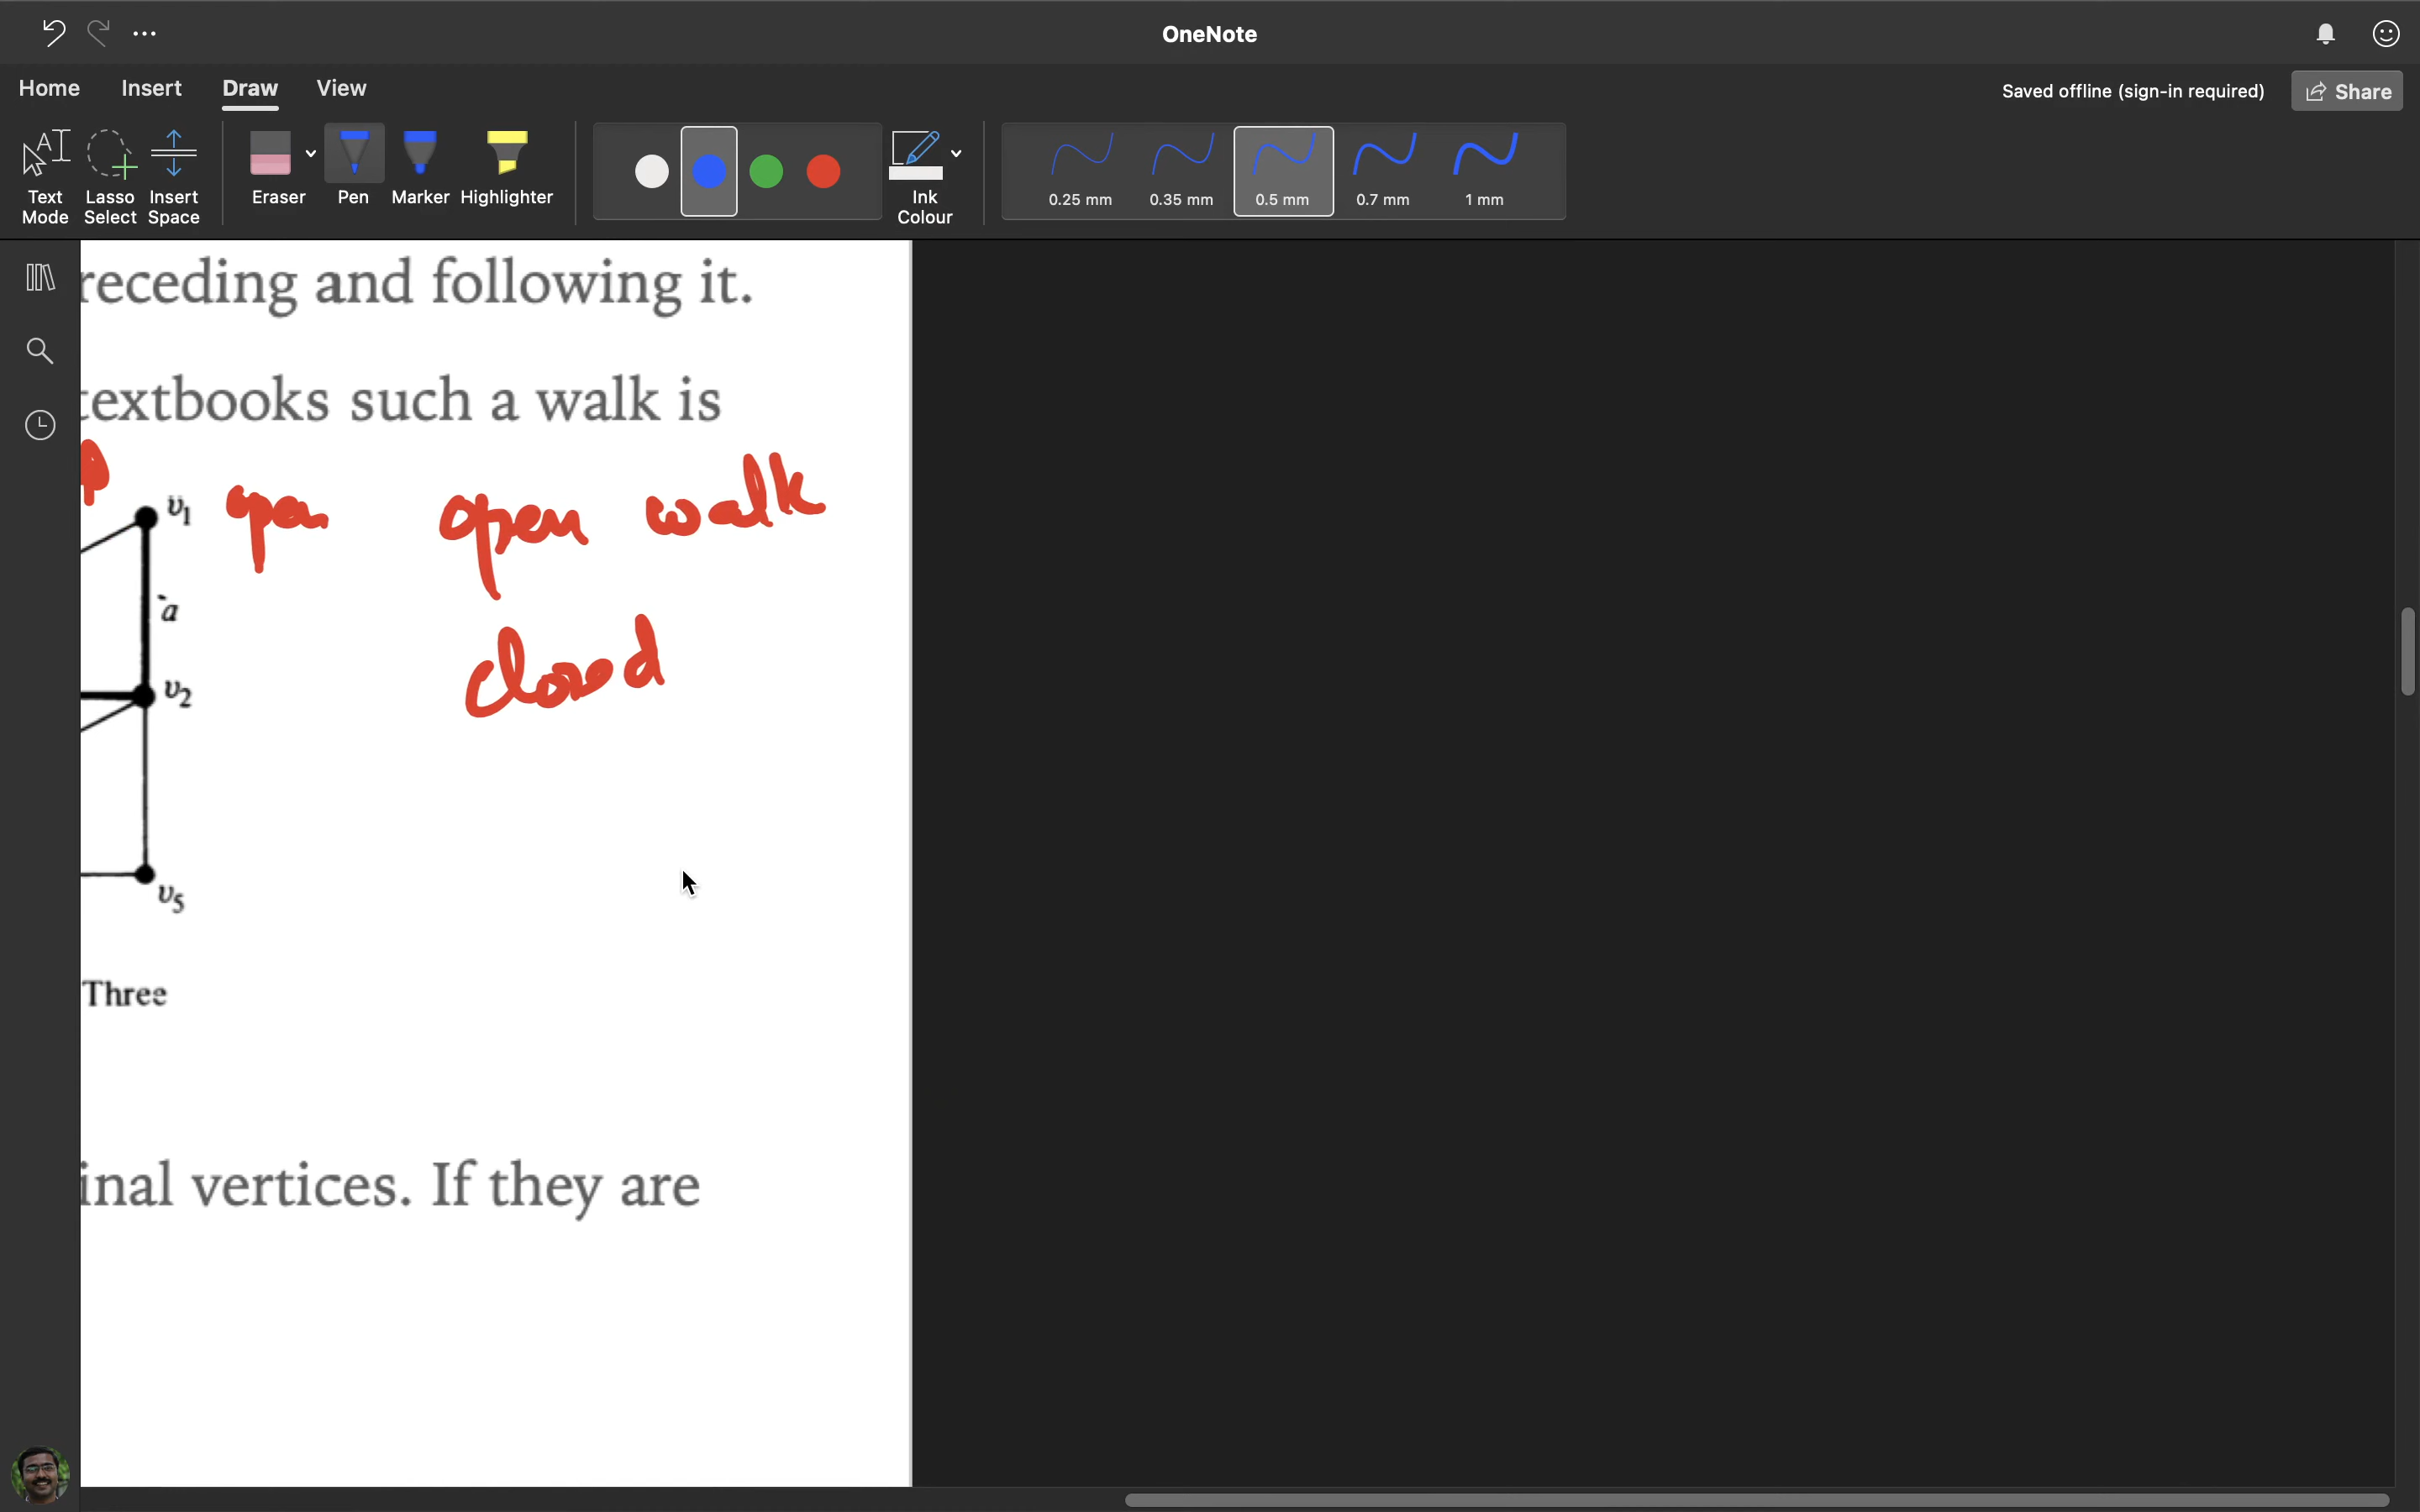 OneNote
Home Insert Draw View
Saved offline (sign-in required) Share
Text Mode
Lasso Select
Insert Space
Eraser
Pen
Marker
Highlighter
Ink Colour
0.25 mm 0.35 mm 0.5 mm 0.7 mm 1 mm
receding and following it.
textbooks such a walk is
open open walk
closed
v1
a
v2
v5
Three
inal vertices. If they are